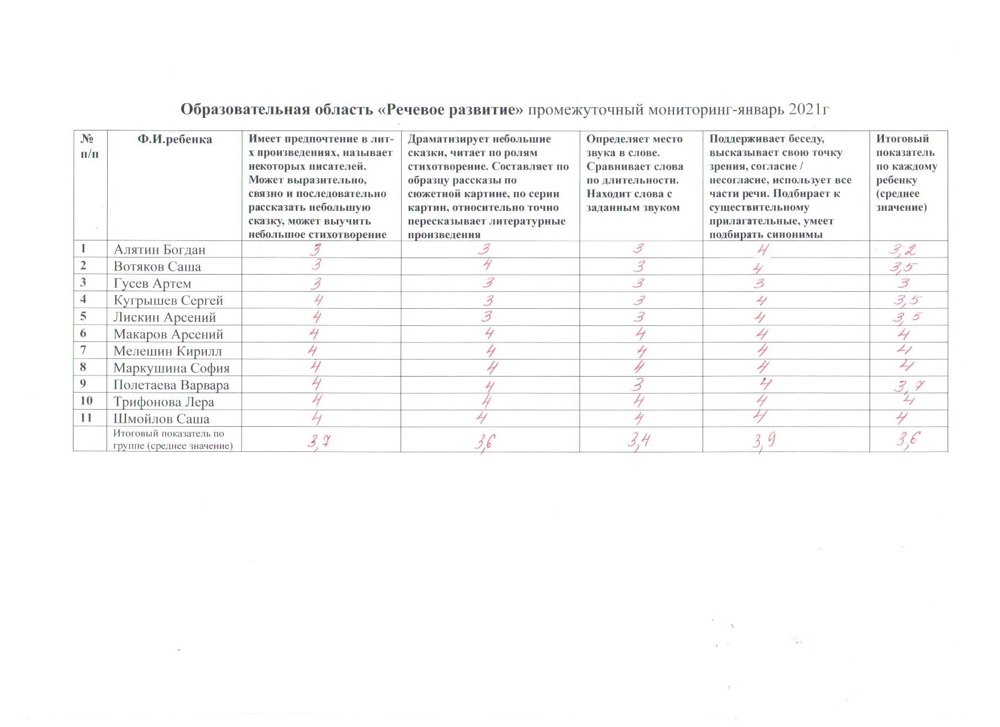 Образовательная область «Речевое развитие» промежуточный мониторинг-январь 2021г
№ п/п Ф.И.ребенка Имеет предпочтение в лит-х произведениях, называет некоторых писателей. Может выразительно, связно и последовательно рассказать небольшую сказку, может выучить небольшое стихотворение Драматизирует небольшие сказки, читает по ролям стихотворение. Составляет по образцу рассказы по сюжетной картине, по серии картин, относительно точно пересказывает литературные произведения Определяет место звука в слове. Сравнивает слова по длительности. Находит слова с заданным звуком Поддерживает беседу, высказывает свою точку зрения, согласие / несогласие, использует все части речи. Подбирает к существительному прилагательные, умеет подбирать синонимы Итоговый показатель по каждому ребенку (среднее значение)
1 Алятин Богдан 3 3 3 4 3,2
2 Вотяков Саша 3 4 3 4 3,5
3 Гусев Артем 3 3 3 3 3
4 Кугрышев Сергей 4 3 3 4 3,5
5 Лискин Арсений 4 3 3 4 3,5
6 Макаров Арсений 4 4 4 4 4
7 Мелешин Кирилл 4 4 4 4 4
8 Маркушина София 4 4 4 4 4
9 Полетаева Варвара 4 4 3 4 3,7
10 Трифонова Лера 4 4 4 4 4
11 Шмойлов Саша 4 4 4 4 4
Итоговый показатель по группе (среднее значение) 3,7 3,6 3,4 3,9 3,6